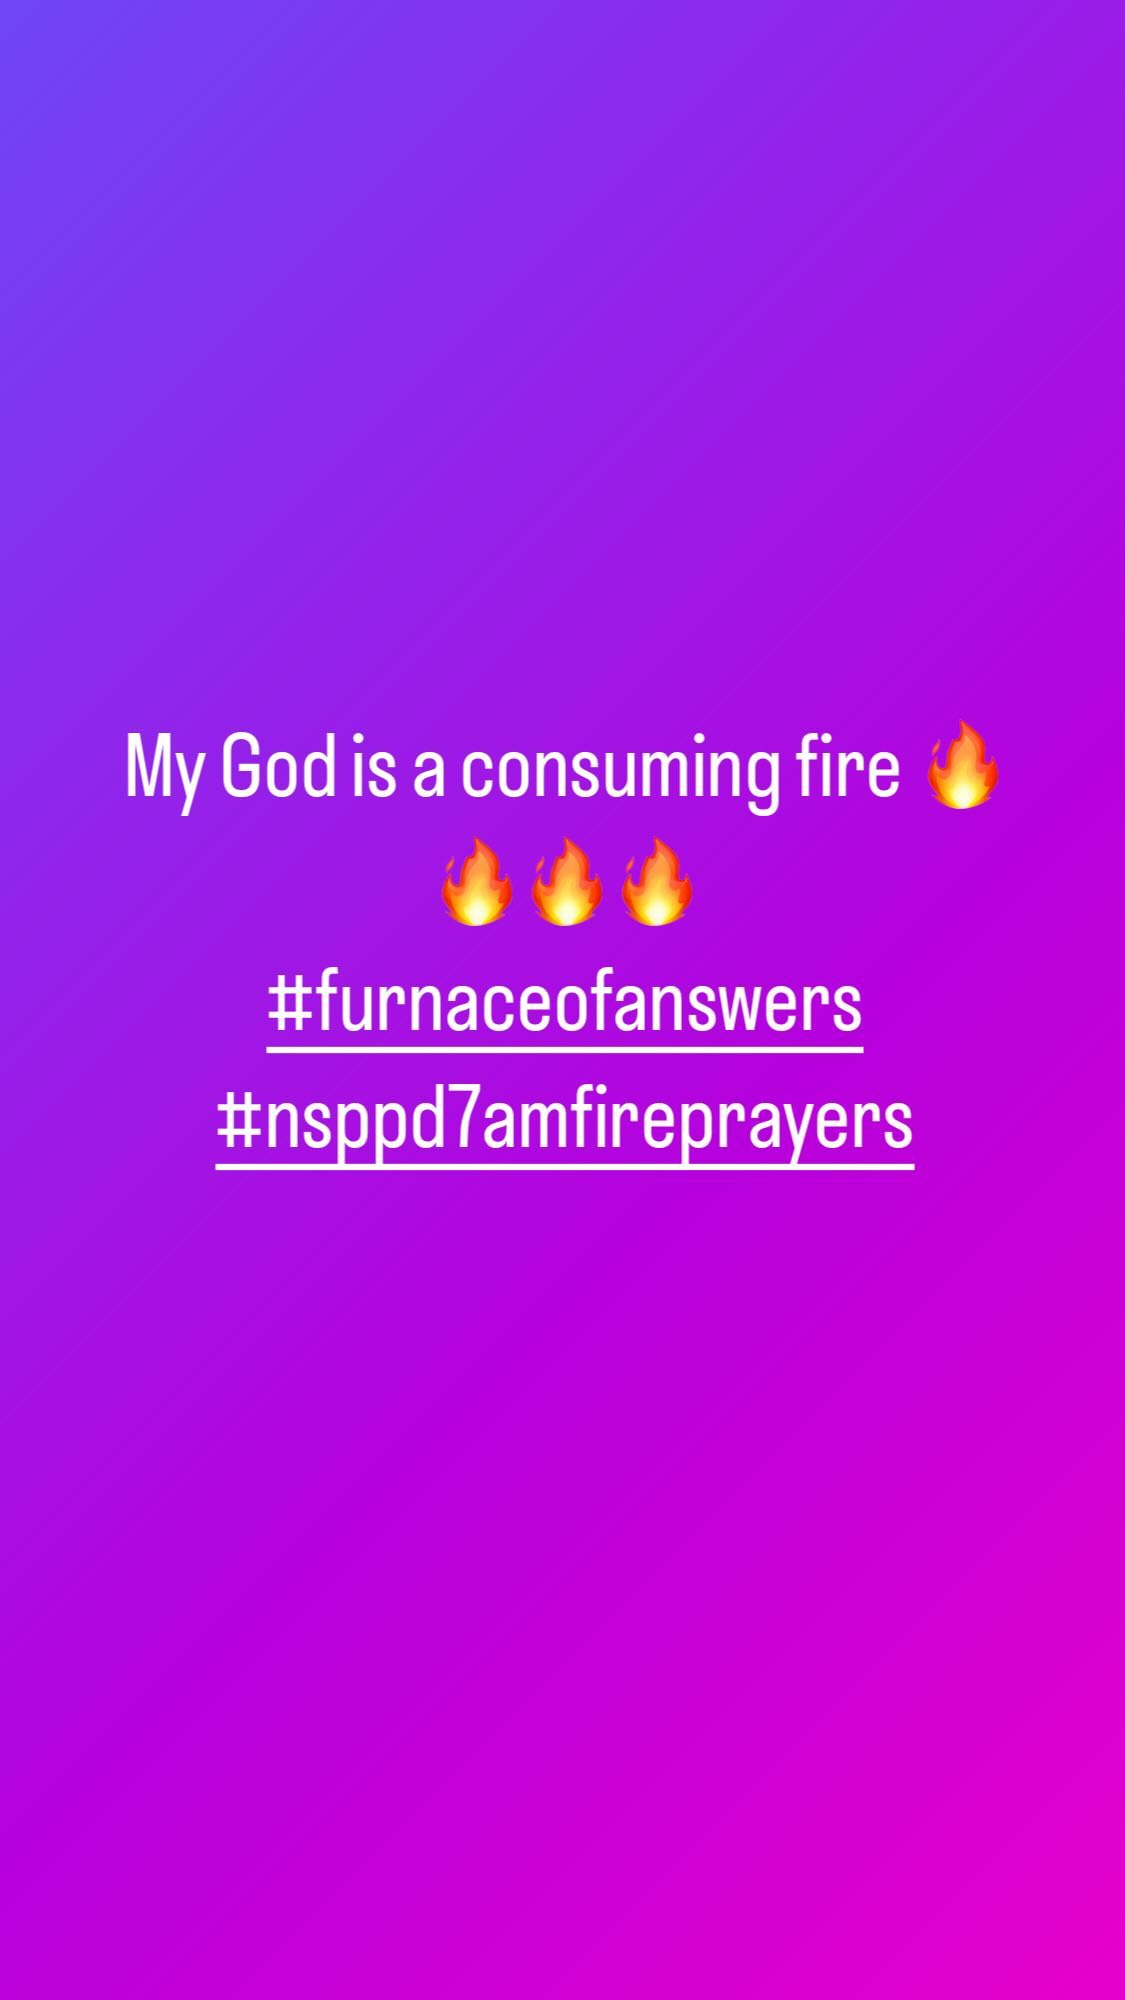 My God is a consuming fire 🔥
🔥🔥🔥
#furnaceofanswers
#nsppd7amfireprayers